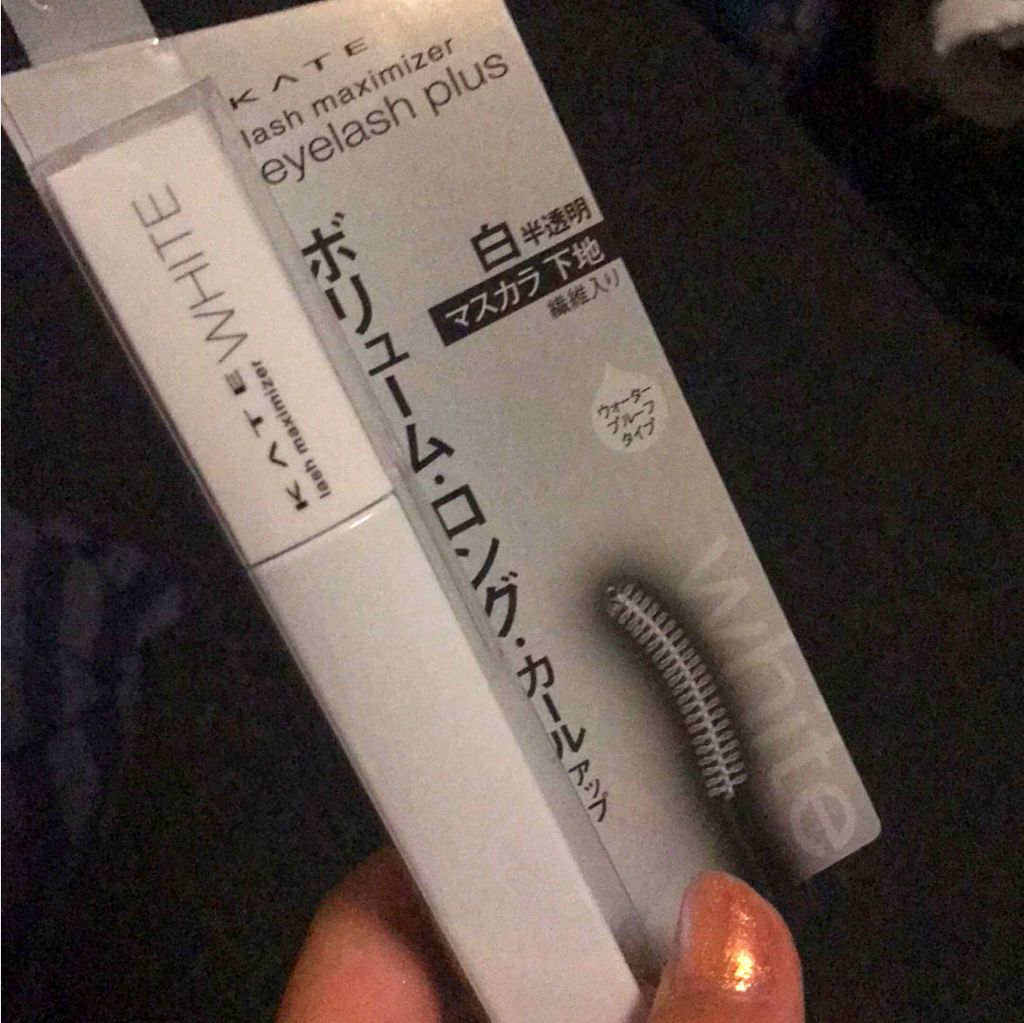 KATE
lash maximizer
eyelash plus
白 半透明
マスカラ 下地
繊維入り
ウォーター
プルーフ
タイプ
ボリューム・ロング・カールアップ
white
KATE WHITE
lash maximizer